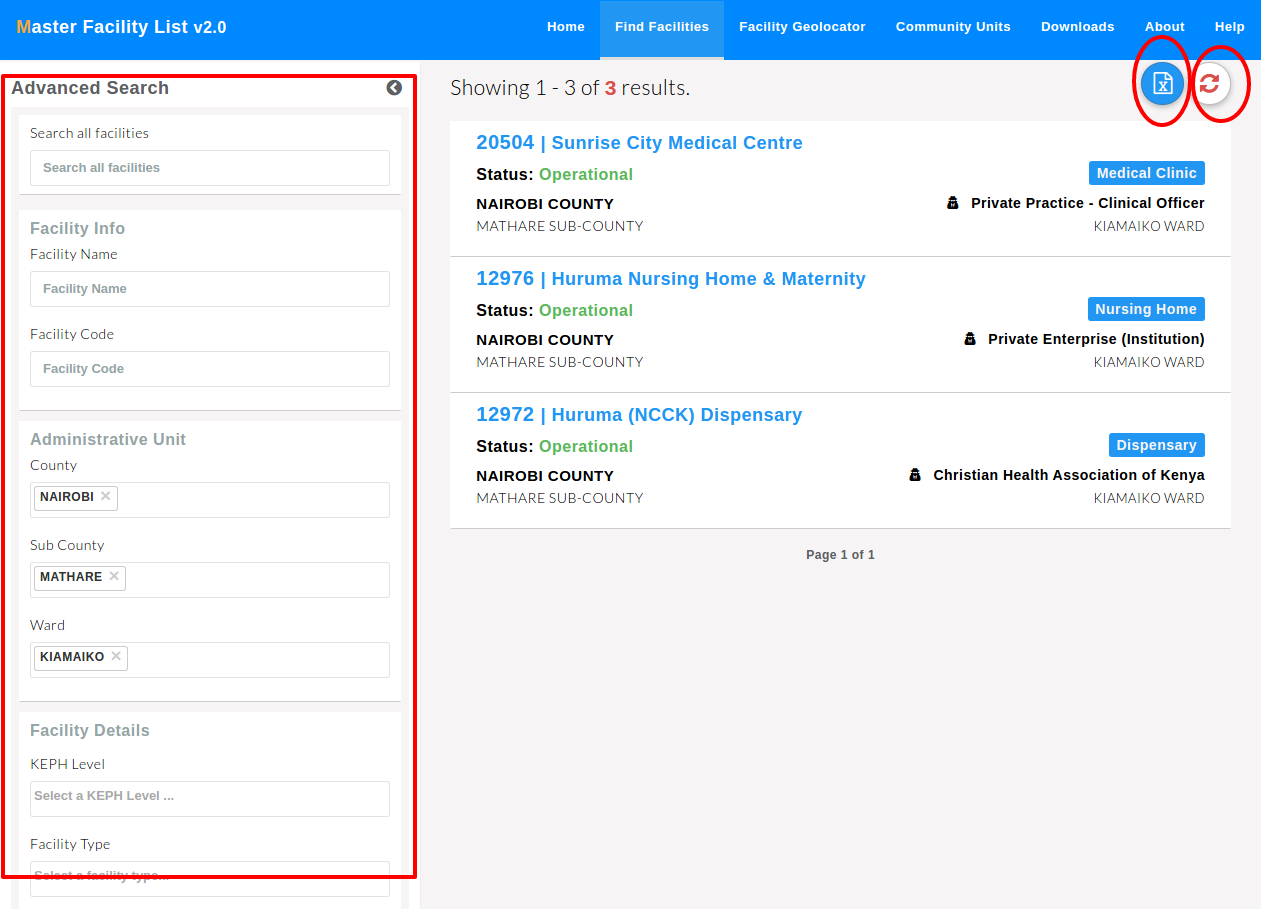 Master Facility List v2.0
Home Find Facilities Facility Geolocator Community Units Downloads About Help
Advanced Search
Search all facilities
Search all facilities
Facility Info
Facility Name
Facility Name
Facility Code
Facility Code
Administrative Unit
County
NAIROBI ×
Sub County
MATHARE ×
Ward
KIAMAIKO ×
Facility Details
KEPH Level
Select a KEPH Level ...
Facility Type
Select a facility type...
Showing 1 - 3 of 3 results.
20504 | Sunrise City Medical Centre
Status: Operational
Medical Clinic
NAIROBI COUNTY
Private Practice - Clinical Officer
MATHARE SUB-COUNTY
KIAMAIKO WARD
12976 | Huruma Nursing Home & Maternity
Status: Operational
Nursing Home
NAIROBI COUNTY
Private Enterprise (Institution)
MATHARE SUB-COUNTY
KIAMAIKO WARD
12972 | Huruma (NCCK) Dispensary
Status: Operational
Dispensary
NAIROBI COUNTY
Christian Health Association of Kenya
MATHARE SUB-COUNTY
KIAMAIKO WARD
Page 1 of 1